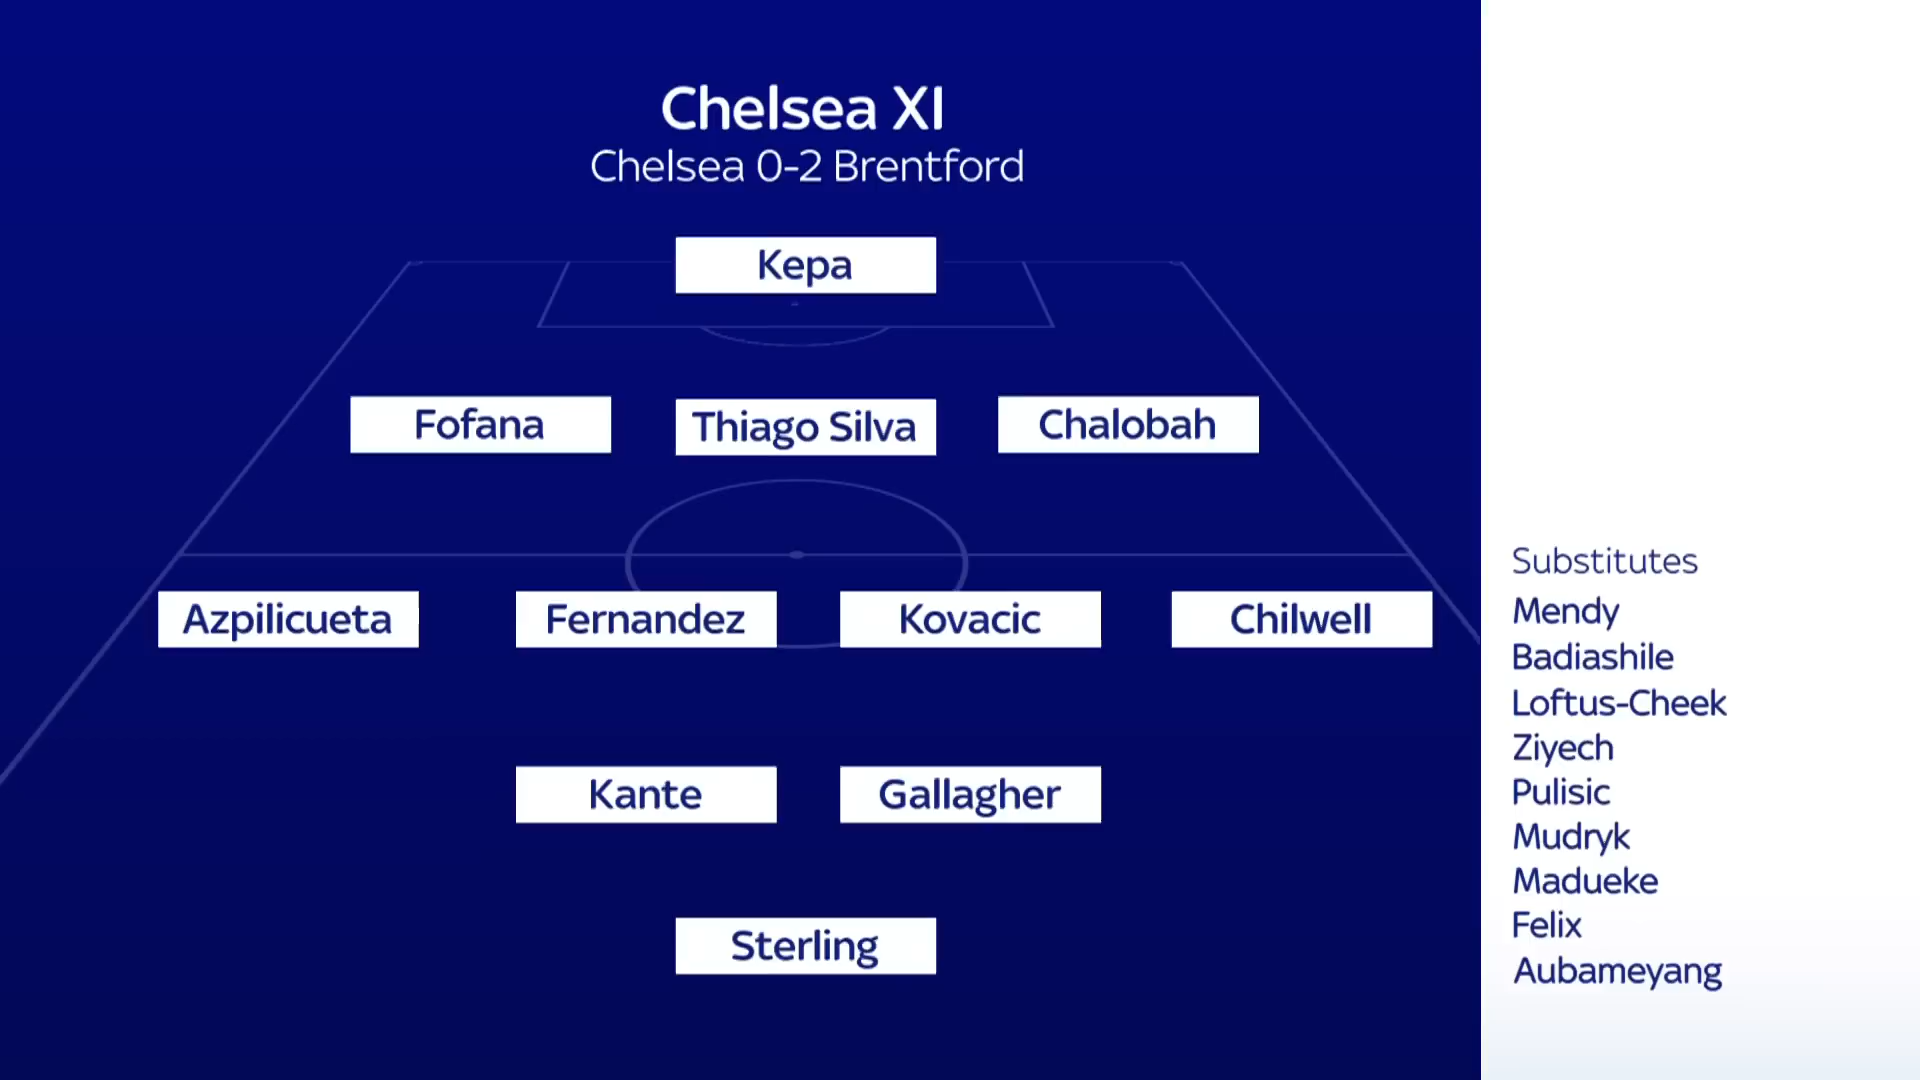 Chelsea XI
Chelsea 0-2 Brentford
Kepa
Fofana
Thiago Silva
Chalobah
Azpilicueta
Fernandez
Kovacic
Chilwell
Kante
Gallagher
Sterling
Substitutes
Mendy
Badiashile
Loftus-Cheek
Ziyech
Pulisic
Mudryk
Madueke
Felix
Aubameyang